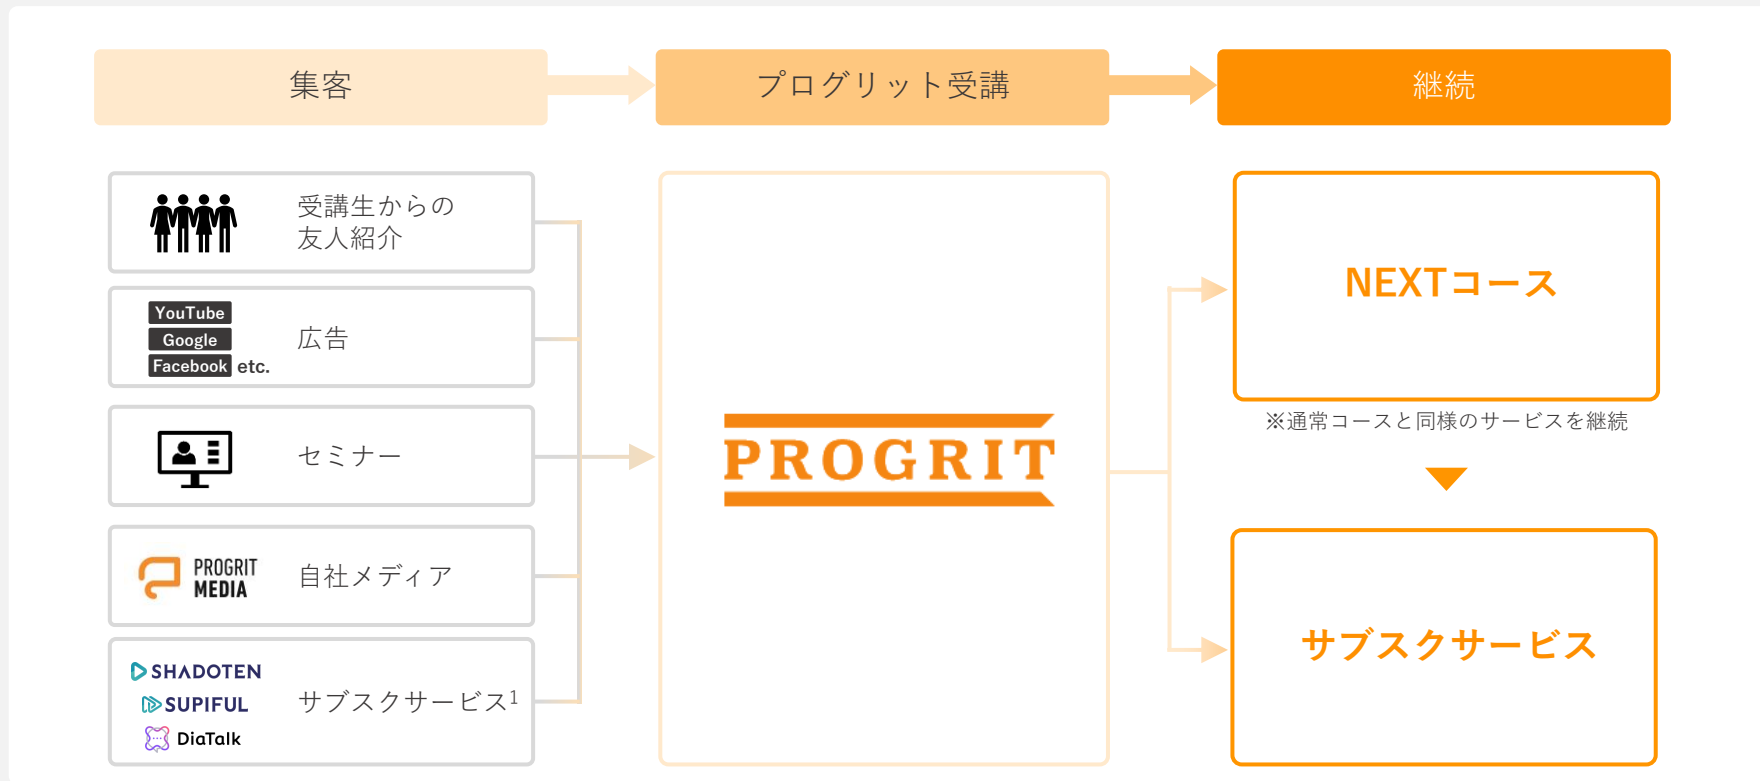 集客
プログリット受講
継続
受講生からの
友人紹介
YouTube
Google
Facebook etc.
広告
セミナー
PROGRIT
MEDIA
自社メディア
SHADOTEN
SUPIFUL
DiaTalk
サブスクサービス1
PROGRIT
NEXTコース
※通常コースと同様のサービスを継続
サブスクサービス